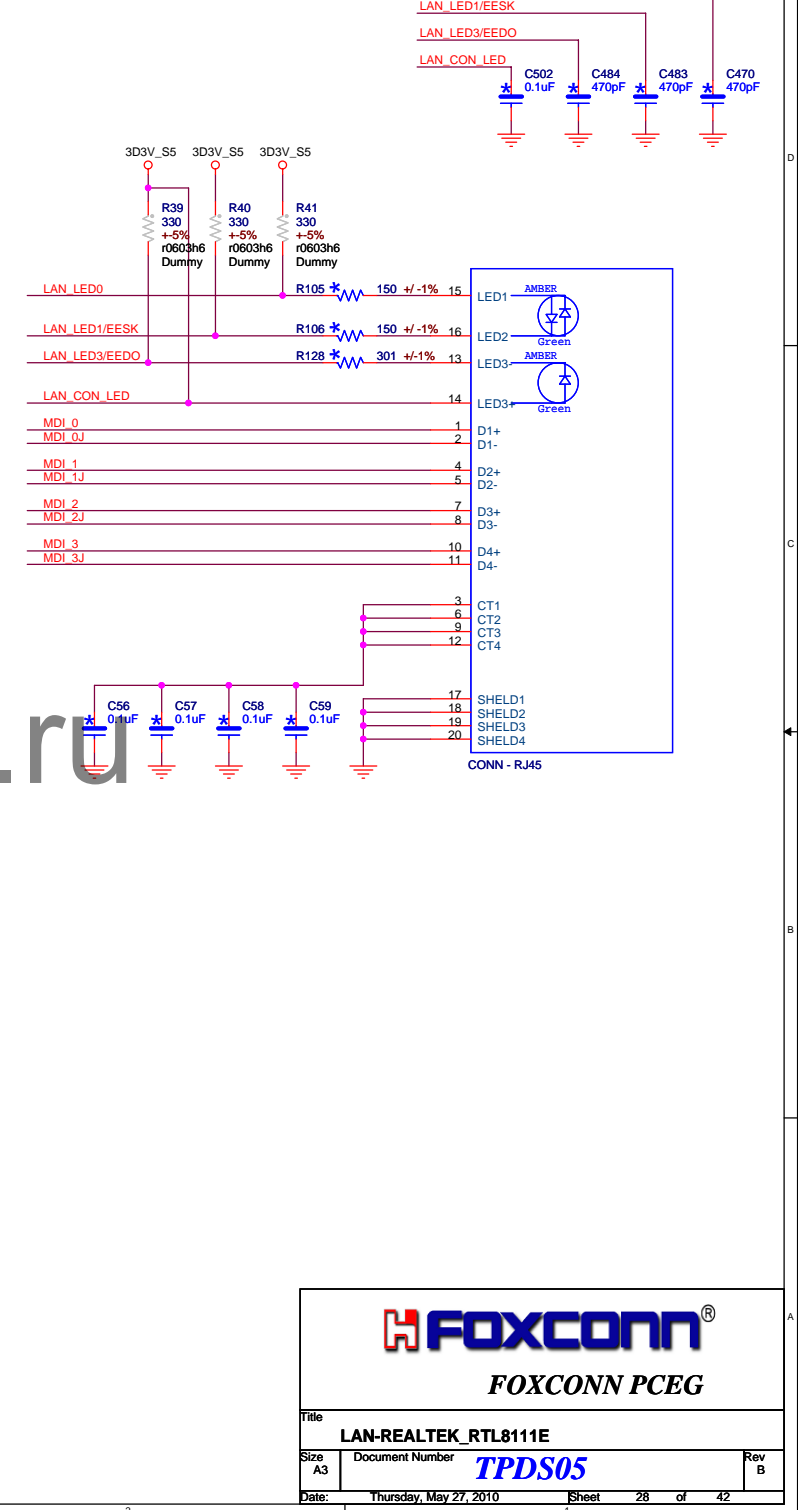 LAN_LED1/EESK
LAN_LED3/EEDO
LAN_CON_LED
C502
0.1uF
C484
470pF
C483
470pF
C470
470pF
D
3D3V_S5
3D3V_S5
3D3V_S5
R39
330
+-5%
r0603h6
Dummy
R40
330
+-5%
r0603h6
Dummy
R41
330
+-5%
r0603h6
Dummy
LAN_LED0
R105 * 150 +/ -1% 15 LED1 AMBER
LAN_LED1/EESK
R106 * 150 +/ -1% 16 LED2 Green
LAN_LED3/EEDO
R128 * 301 +/-1% 13 LED3- AMBER
LAN_CON_LED 14 LED3+ Green
MDI_0 1 D1+
MDI_0J 2 D1-
MDI_1 4 D2+
MDI_1J 5 D2-
MDI_2 7 D3+
MDI_2J 8 D3-
MDI_3 10 D4+
MDI_3J 11 D4-
C
3 CT1
6 CT2
9 CT3
12 CT4
C56
0.1uF
C57
0.1uF
C58
0.1uF
C59
0.1uF
17 SHELD1
18 SHELD2
19 SHELD3
20 SHELD4
.ru
CONN - RJ45
B
A
FOXCONN®
FOXCONN PCEG
Title
LAN-REALTEK_RTL8111E
Size
A3
Document Number
TPDS05
Rev
B
Date: Thursday, May 27, 2010 Sheet 28 of 42